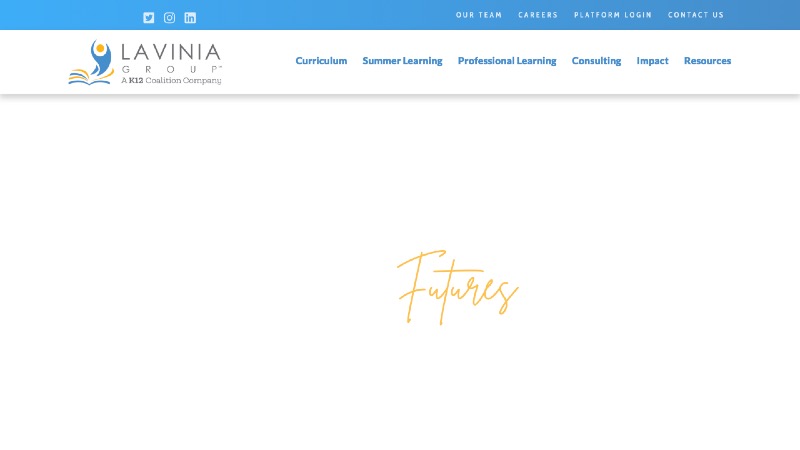 OUR TEAM CAREERS PLATFORM LOGIN CONTACT US
LAVINIA
GROUP™
A K12 Coalition Company
Curriculum Summer Learning Professional Learning Consulting Impact Resources
Futures